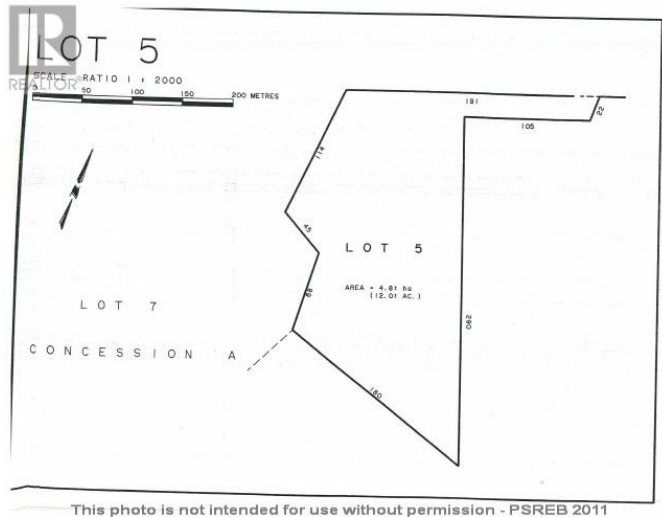 LOT 5
SCALE RATIO 1 : 2000
REALTOR®
50 100 150 200 METRES
181
105
22
114
45
LOT 5
AREA = 4.81 ha
(12.01 AC.)
68
LOT 7
290
CONCESSION A
180
This photo is not intended for use without permission - PSREB 2011